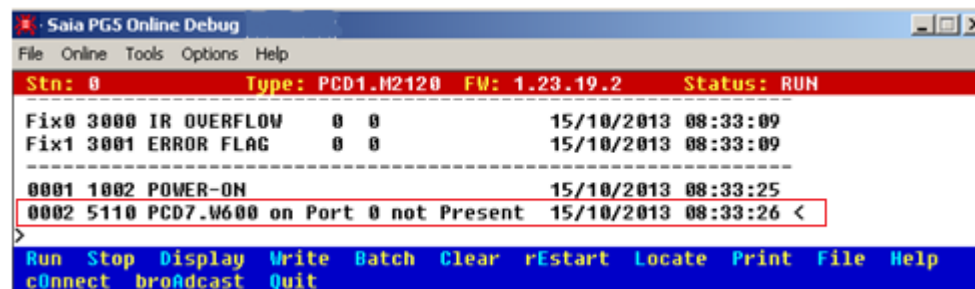 Saia PG5 Online Debug
File Online Tools Options Help
Stn: 0 Type: PCD1.M2120 FW: 1.23.19.2 Status: RUN
Fix0 3000 IR OVERFLOW 0 0 15/10/2013 08:33:09
Fix1 3001 ERROR FLAG 0 0 15/10/2013 08:33:09
0001 1002 POWER-ON 15/10/2013 08:33:25
0002 5110 PCD7.W600 on Port 0 not Present 15/10/2013 08:33:26 <
>
Run Stop Display Write Batch Clear rEstart Locate Print File Help
cOnnect broAdcast Quit